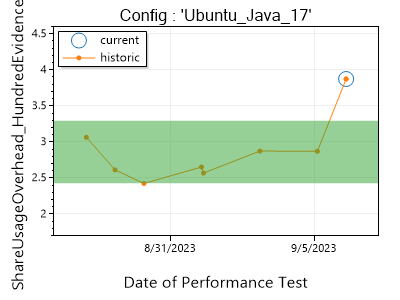 Config : 'Ubuntu_Java_17'
current
historic
4.5
4
3.5
3
2.5
2
ShareUsageOverhead_HundredEvidence
8/31/2023
9/5/2023
Date of Performance Test